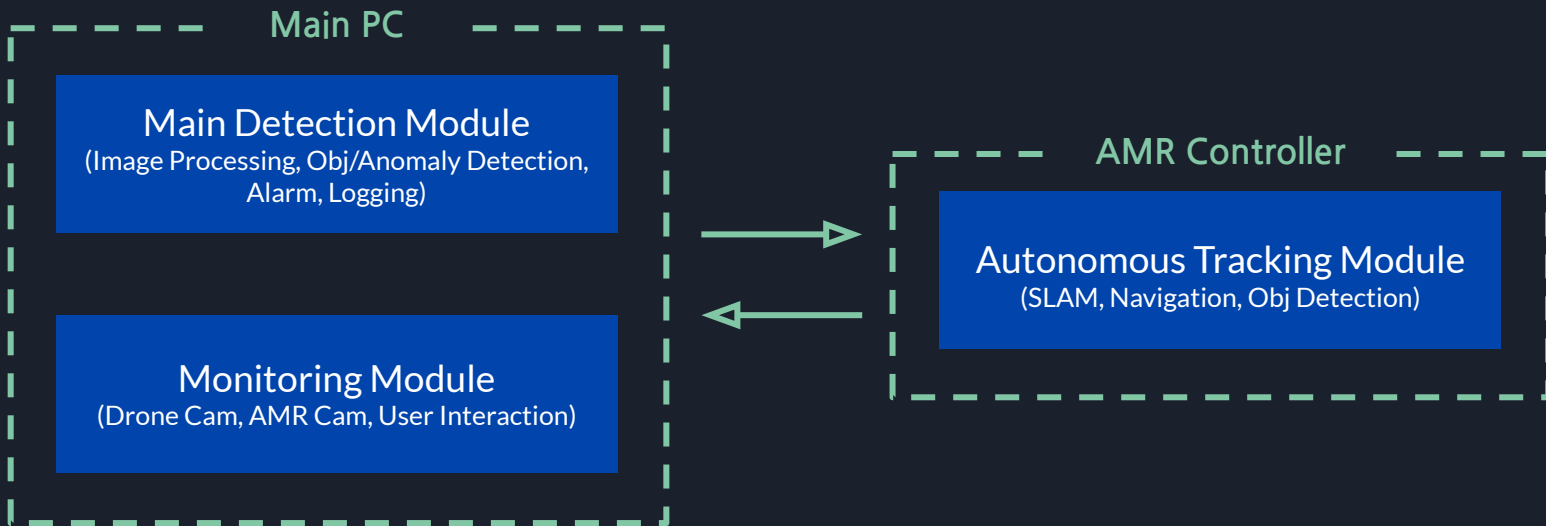 Main PC
Main Detection Module
(Image Processing, Obj/Anomaly Detection,
Alarm, Logging)
Monitoring Module
(Drone Cam, AMR Cam, User Interaction)
AMR Controller
Autonomous Tracking Module
(SLAM, Navigation, Obj Detection)